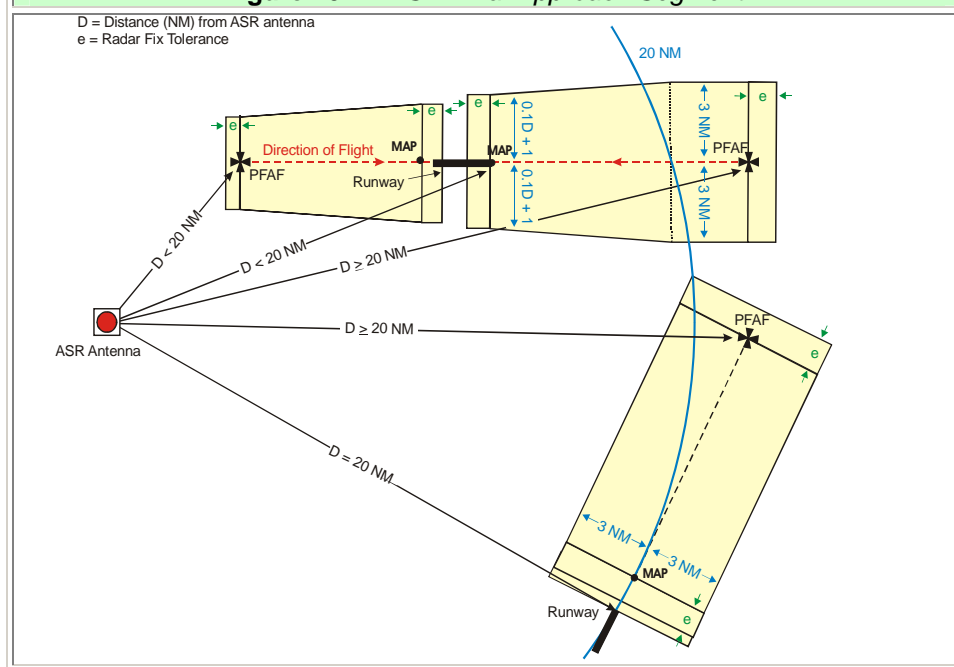 D = Distance (NM) from ASR antenna
e = Radar Fix Tolerance
20 NM
e
e
e
e
0.1D + 1
3 NM
MAP
MAP
PFAF
Direction of Flight
PFAF
Runway
0.1D + 1
3 NM
D < 20 NM
D < 20 NM
D ≥ 20 NM
PFAF
D ≥ 20 NM
ASR Antenna
e
D = 20 NM
3 NM
3 NM
MAP
Runway
e